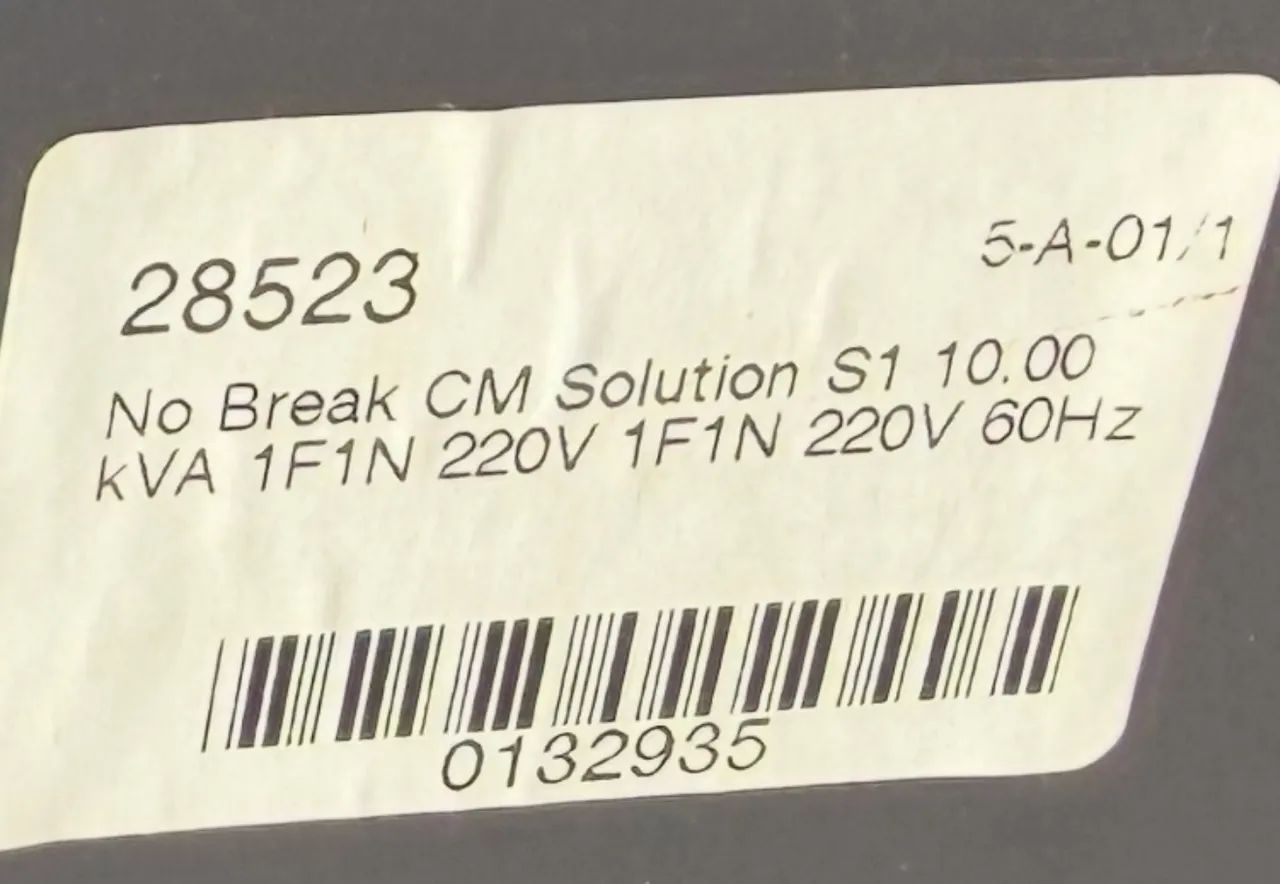 5-A-01/1
28523
No Break CM Solution S1 10.00
kVA 1F1N 220V 1F1N 220V 60Hz
0132935